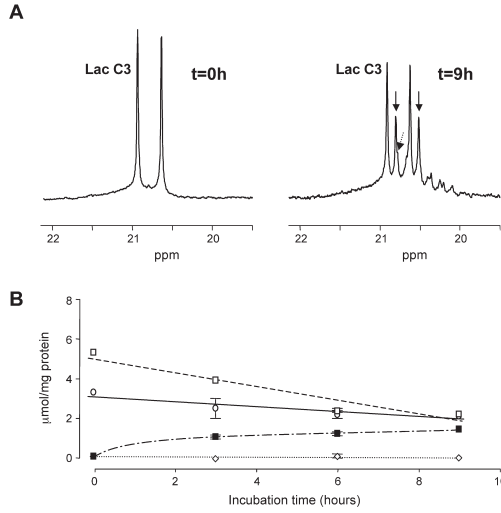 A
Lac C3
t=0h
Lac C3
t=9h
22 21 20
ppm
22 21 20
ppm
B
8
6
4
2
0
μmol/mg protein
0 2 4 6 8 10
Incubation time (hours)